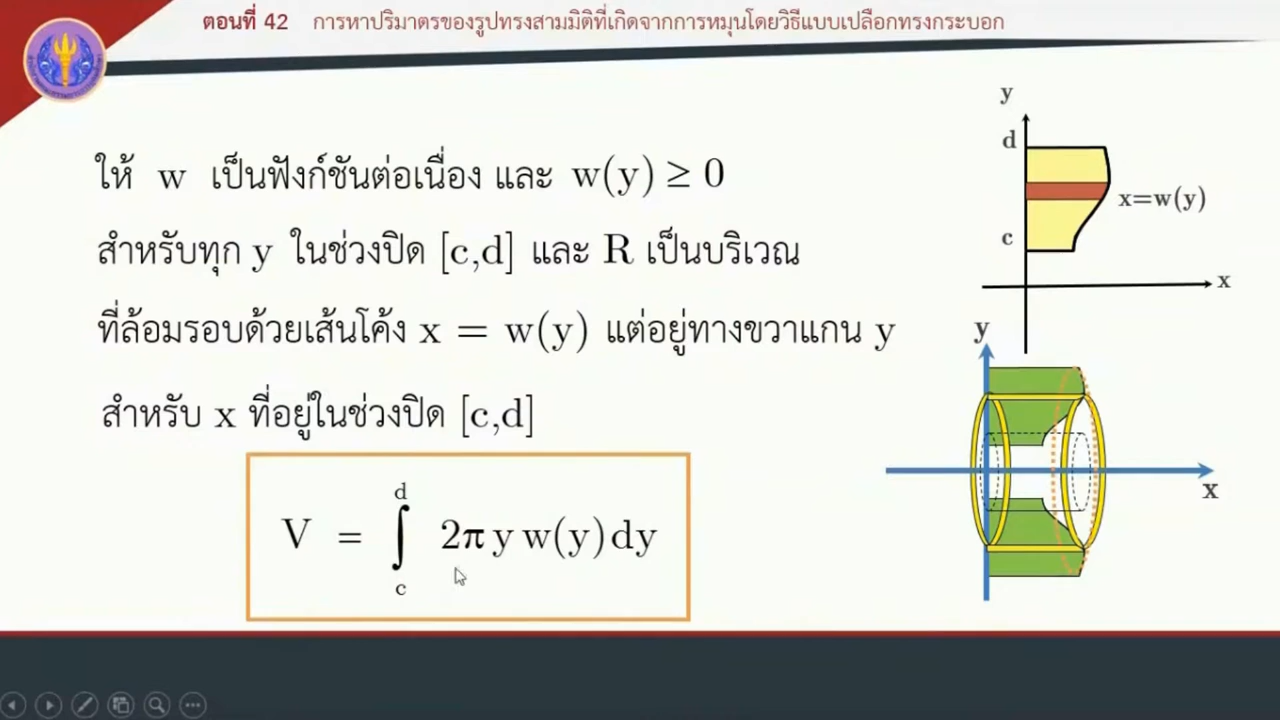 ตอนที่ 42 การหาปริมาตรของรูปทรงสามมิติที่เกิดจากการหมุนโดยวิธีแบบเปลือกทรงกระบอก
ให้ w เป็นฟังก์ชันต่อเนื่อง และ w(y) ≥ 0
สำหรับทุก y ในช่วงปิด [c,d] และ R เป็นบริเวณ
ที่ล้อมรอบด้วยเส้นโค้ง x = w(y) แต่อยู่ทางขวาแกน y
สำหรับ x ที่อยู่ในช่วงปิด [c,d]
d
V = ∫ 2π y w(y) dy
c
y
d
x=w(y)
c
x
y
x